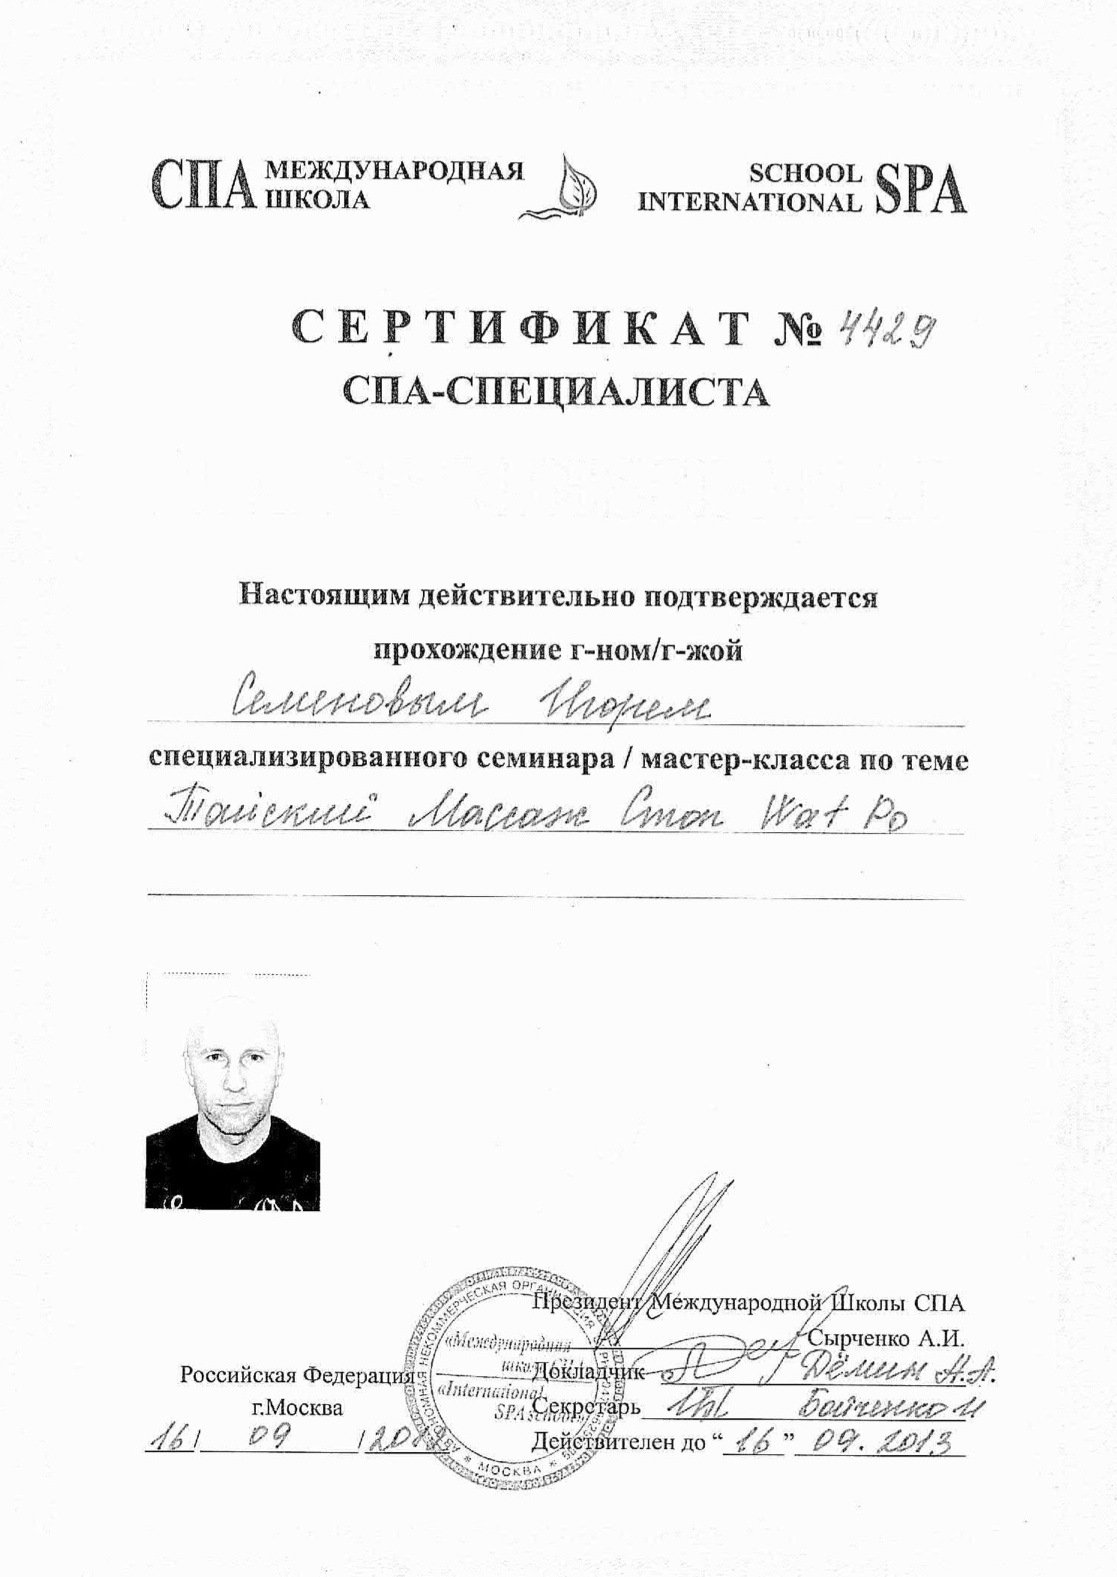 СПА МЕЖДУНАРОДНАЯ ШКОЛА
SCHOOL INTERNATIONAL SPA
СЕРТИФИКАТ № 4429
СПА-СПЕЦИАЛИСТА
Настоящим действительно подтверждается
прохождение г-ном/г-жой
Семеновым Игорем
специализированного семинара / мастер-класса по теме
Тайский Массаж Стоп Wat Po
Президент Международной Школы СПА
Сырченко А.И.
Докладчик Дёмин А.А.
Секретарь Бойченко И
Действителен до “16” 09. 2013
Российская Федерация
г.Москва
16 / 09 /
АВТОНОМНАЯ НЕКОММЕРЧЕСКАЯ ОРГАНИЗАЦИЯ
«Международная
школа
«International
SPA school»
* МОСКВА *